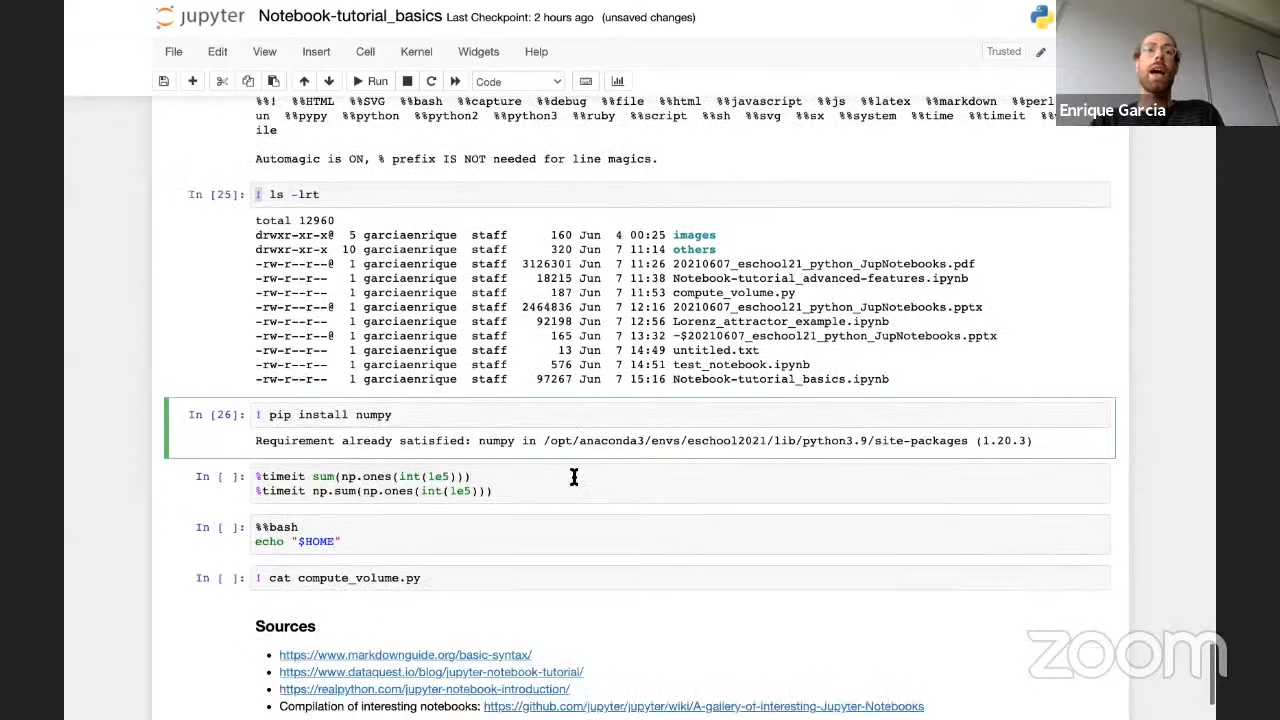 jupyter Notebook-tutorial_basics Last Checkpoint: 2 hours ago (unsaved changes)
File Edit View Insert Cell Kernel Widgets Help Trusted
Run Code
Enrique Garcia
%%! %%HTML %%SVG %%bash %%capture %%debug %%file %%html %%javascript %%js %%latex %%markdown %%perl
un %%pypy %%python %%python2 %%python3 %%ruby %%script %%sh %%svg %%sx %%system %%time %%timeit
ile
Automagic is ON, % prefix IS NOT needed for line magics.
In [25]: ! ls -lrt
total 12960
drwxr-xr-x@ 5 garciaenrique staff 160 Jun 4 00:25 images
drwxr-xr-x 10 garciaenrique staff 320 Jun 7 11:14 others
-rw-r--r--@ 1 garciaenrique staff 3126301 Jun 7 11:26 20210607_eschool21_python_JupNotebooks.pdf
-rw-r--r-- 1 garciaenrique staff 18215 Jun 7 11:38 Notebook-tutorial_advanced-features.ipynb
-rw-r--r-- 1 garciaenrique staff 187 Jun 7 11:53 compute_volume.py
-rw-r--r--@ 1 garciaenrique staff 2464836 Jun 7 12:16 20210607_eschool21_python_JupNotebooks.pptx
-rw-r--r-- 1 garciaenrique staff 92198 Jun 7 12:56 Lorenz_attractor_example.ipynb
-rw-r--r--@ 1 garciaenrique staff 165 Jun 7 13:32 ~$20210607_eschool21_python_JupNotebooks.pptx
-rw-r--r-- 1 garciaenrique staff 13 Jun 7 14:49 untitled.txt
-rw-r--r-- 1 garciaenrique staff 576 Jun 7 14:51 test_notebook.ipynb
-rw-r--r-- 1 garciaenrique staff 97267 Jun 7 15:16 Notebook-tutorial_basics.ipynb
In [26]: ! pip install numpy
Requirement already satisfied: numpy in /opt/anaconda3/envs/eschool2021/lib/python3.9/site-packages (1.20.3)
In [ ]: %timeit sum(np.ones(int(1e5)))
%timeit np.sum(np.ones(int(1e5)))
In [ ]: %%bash
echo "$HOME"
In [ ]: ! cat compute_volume.py
Sources
• https://www.markdownguide.org/basic-syntax/
• https://www.dataquest.io/blog/jupyter-notebook-tutorial/
• https://realpython.com/jupyter-notebook-introduction/
• Compilation of interesting notebooks: https://github.com/jupyter/jupyter/wiki/A-gallery-of-interesting-Jupyter-Notebooks
zoom